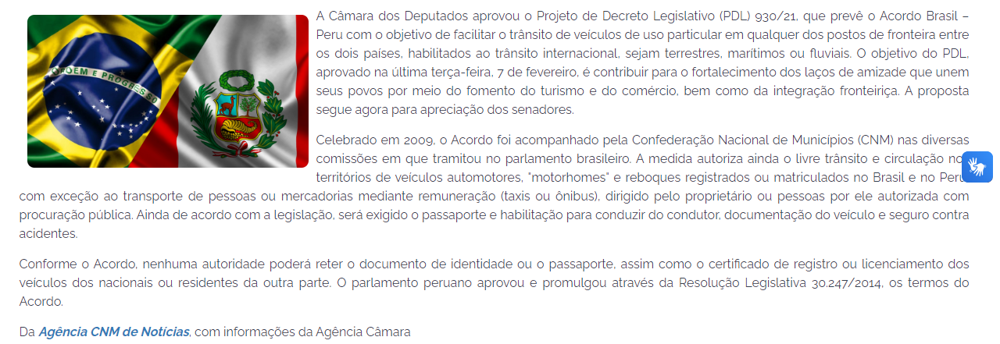 A Câmara dos Deputados aprovou o Projeto de Decreto Legislativo (PDL) 930/21, que prevê o Acordo Brasil –
Peru com o objetivo de facilitar o trânsito de veículos de uso particular em qualquer dos postos de fronteira entre
os dois países, habilitados ao trânsito internacional, sejam terrestres, marítimos ou fluviais. O objetivo do PDL,
aprovado na última terça-feira, 7 de fevereiro, é contribuir para o fortalecimento dos laços de amizade que unem
seus povos por meio do fomento do turismo e do comércio, bem como da integração fronteiriça. A proposta
segue agora para apreciação dos senadores.
ORDEM E PROGRESSO
Celebrado em 2009, o Acordo foi acompanhado pela Confederação Nacional de Municípios (CNM) nas diversas
comissões em que tramitou no parlamento brasileiro. A medida autoriza ainda o livre trânsito e circulação
territórios de veículos automotores, "motorhomes" e reboques registrados ou matriculados no Brasil e no Peru
com exceção ao transporte de pessoas ou mercadorias mediante remuneração (taxis ou ônibus), dirigido pelo proprietário ou pessoas por ele autorizada com
procuração pública. Ainda de acordo com a legislação, será exigido o passaporte e habilitação para conduzir do condutor, documentação do veículo e seguro contra
acidentes.
Conforme o Acordo, nenhuma autoridade poderá reter o documento de identidade ou o passaporte, assim como o certificado de registro ou licenciamento dos
veículos dos nacionais ou residentes da outra parte. O parlamento peruano aprovou e promulgou através da Resolução Legislativa 30.247/2014, os termos do
Acordo.
Da Agência CNM de Notícias, com informações da Agência Câmara